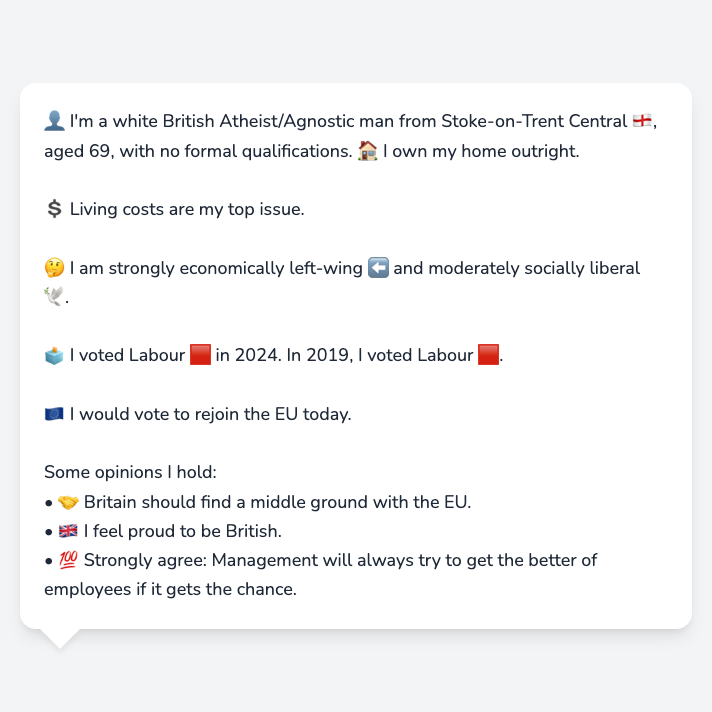 👤 I'm a white British Atheist/Agnostic man from Stoke-on-Trent Central 🏴󠁧󠁢󠁥󠁮󠁧󠁿,
aged 69, with no formal qualifications. 🏠 I own my home outright.
💲 Living costs are my top issue.
🤔 I am strongly economically left-wing ⬅️ and moderately socially liberal
🕊️.
🗳️ I voted Labour 🟥 in 2024. In 2019, I voted Labour 🟥.
🇪🇺 I would vote to rejoin the EU today.
Some opinions I hold:
• 🤝 Britain should find a middle ground with the EU.
• 🇬🇧 I feel proud to be British.
• 💯 Strongly agree: Management will always try to get the better of
employees if it gets the chance.